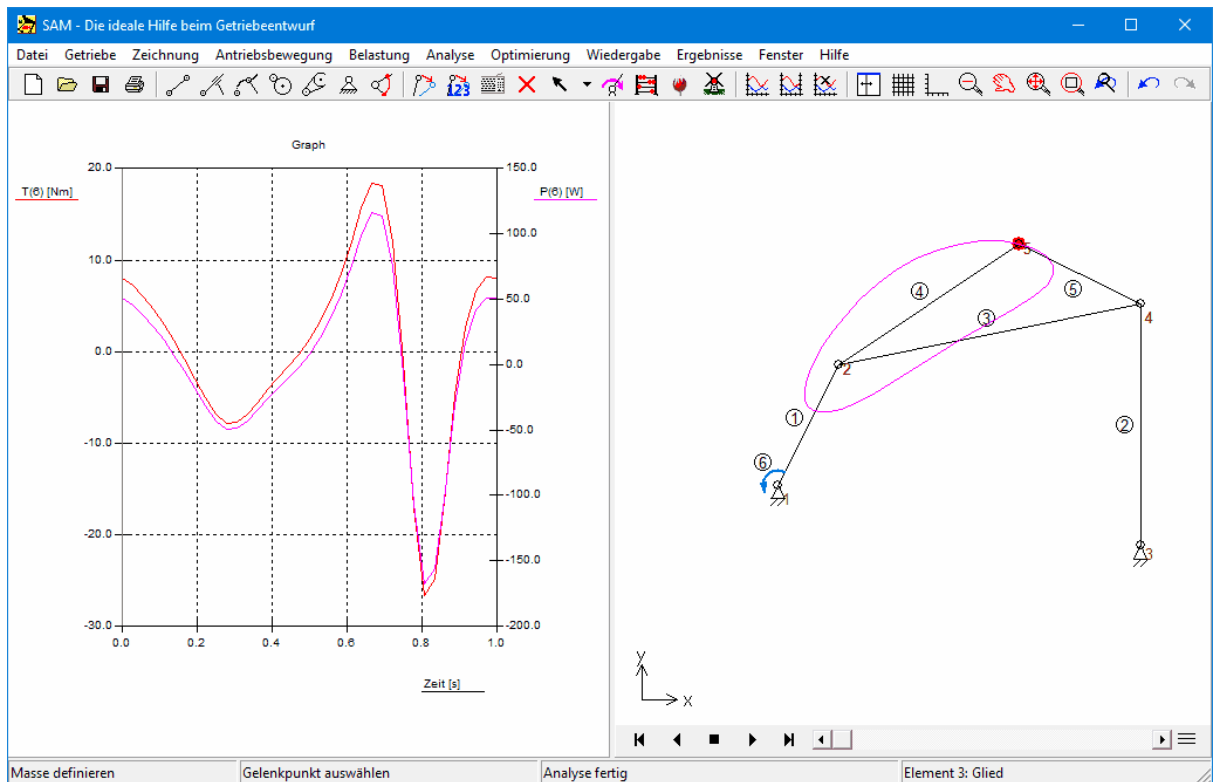 SAM - Die ideale Hilfe beim Getriebeentwurf
Datei Getriebe Zeichnung Antriebsbewegung Belastung Analyse Optimierung Wiedergabe Ergebnisse Fenster Hilfe
123
Graph
T(6) [Nm]
P(6) [W]
20.0
10.0
0.0
-10.0
-20.0
-30.0
150.0
100.0
50.0
0.0
-50.0
-100.0
-150.0
-200.0
0.0 0.2 0.4 0.6 0.8 1.0
Zeit [s]
5
4
5
3
4
2
1
2
6
1
3
y
x
Masse definieren
Gelenkpunkt auswählen
Analyse fertig
Element 3: Glied